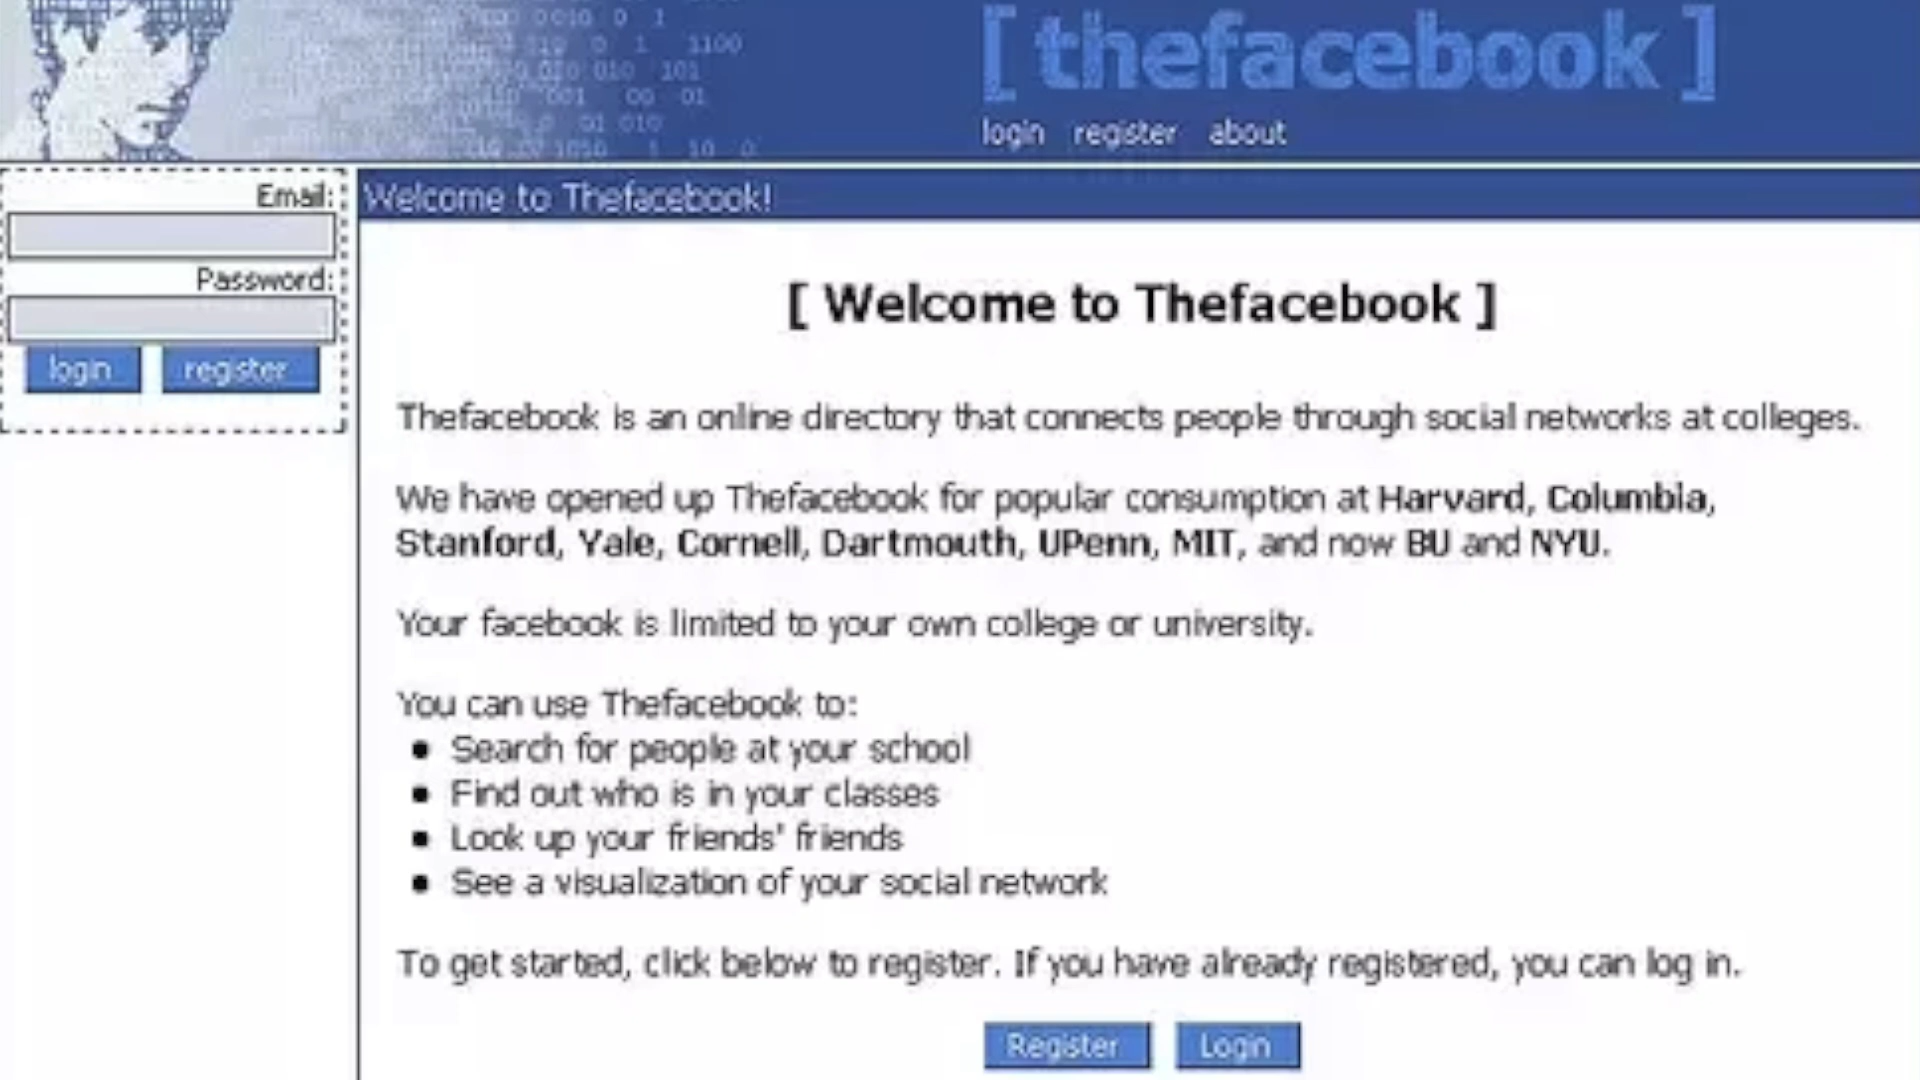 [ thefacebook ]
login register about
Email:
Password:
login register
Welcome to Thefacebook!
[ Welcome to Thefacebook ]
Thefacebook is an online directory that connects people through social networks at colleges.
We have opened up Thefacebook for popular consumption at Harvard, Columbia,
Stanford, Yale, Cornell, Dartmouth, UPenn, MIT, and now BU and NYU.
Your facebook is limited to your own college or university.
You can use Thefacebook to:
• Search for people at your school
• Find out who is in your classes
• Look up your friends' friends
• See a visualization of your social network
To get started, click below to register. If you have already registered, you can log in.
Register Login